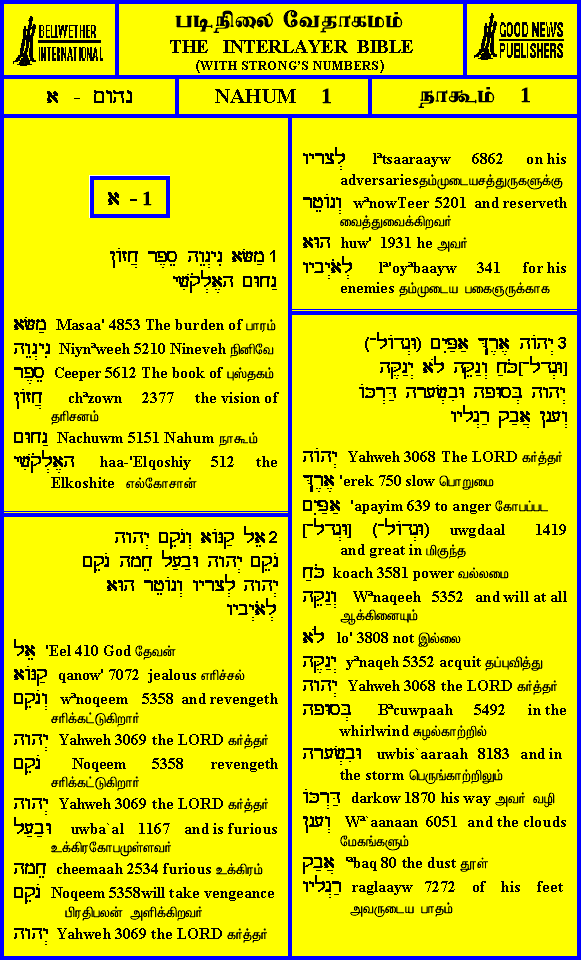 BELLWETHER
INTERNATIONAL
படிநிலை வேதாகமம்
THE INTERLAYER BIBLE
(WITH STRONG'S NUMBERS)
GOOD NEWS
PUBLISHERS
נחום - א
NAHUM 1
நாகூம் 1
א - 1
1 מַשָּׂא נִינְוֵה סֵפֶר חֲזוֹן
נַחוּם הָאֶלְקֹשִׁי
מַשָּׂא Masaa' 4853 The burden of பாரம்
נִינְוֵה Niynªweeh 5210 Nineveh நினிவே
סֵפֶר Ceeper 5612 The book of புஸ்தகம்
חֲזוֹן chªzown 2377 the vision of
தரிசனம்
נַחוּם Nachuwm 5151 Nahum நாகூம்
הָאֶלְקֹשִׁי haa-'Elqoshiy 512 the
Elkoshite எல்கோசான்
2 אֵל קַנּוֹא וְנֹקֵם יְהוָה
נֹקֵם יְהוָה וּבַעַל חֵמָה נֹקֵם
יְהוָה לְצָרָיו וְנוֹטֵר הוּא
לְאֹיְבָיו
אֵל 'Eel 410 God தேவன்
קַנּוֹא qanow' 7072 jealous எரிச்சல்
וְנֹקֵם wªnoqeem 5358 and revengeth
சரிக்கட்டுகிறார்
יְהוָה Yahweh 3069 the LORD கர்த்தர்
נֹקֵם Noqeem 5358 revengeth
சரிக்கட்டுகிறார்
יְהוָה Yahweh 3069 the LORD கர்த்தர்
וּבַעַל uwba`al 1167 and is furious
உக்கிரகோபமுள்ளவர்
חֵמָה cheemaah 2534 furious உக்கிரம்
נֹקֵם Noqeem 5358will take vengeance
பிரதிபலன் அளிக்கிறவர்
יְהוָה Yahweh 3069 the LORD கர்த்தர்
לְצָרָיו lªtsaaraayw 6862 on his
adversariesதம்முடையசத்துருகளுக்கு
וְנוֹטֵר wªnowTeer 5201 and reserveth
வைத்துவைக்கிறவர்
הוּא huw' 1931 he அவர்
לְאֹיְבָיו lª'oyªbaayw 341 for his
enemies தம்முடைய பகைஞருக்காக
3 יְהוָֹה אֶרֶךְ אַפַּיִם (וּגְדוֹל־)
[וּגְדָל־]כֹּחַ וְנַקֵּה לֹא יְנַקֶּה
יְהוָה בְּסוּפָה וּבִשְׂעָרָה דַּרְכּוֹ
וְעָנָן אֲבַק רַגְלָיו
יְהוָֹה Yahweh 3068 The LORD கர்த்தர்
אֶרֶךְ 'erek 750 slow பொறுமை
אַפַּיִם 'apayim 639 to anger கோபப்பட
(וּגְדוֹל־) [וּגְדָל־] uwgdaal 1419
and great in மிகுந்த
כֹּחַ koach 3581 power வல்லமை
וְנַקֵּה Wªnaqeeh 5352 and will at all
ஆக்கினையும்
לֹא lo' 3808 not இல்லை
יְנַקֶּה yªnaqeh 5352 acquit தப்புவித்து
יְהוָה Yahweh 3068 the LORD கர்த்தர்
בְּסוּפָה Bªcuwpaah 5492 in the
whirlwind சுழல்காற்றில்
וּבִשְׂעָרָה uwbis`aaraah 8183 and in
the storm பெருங்காற்றிலும்
דַּרְכּוֹ darkow 1870 his way அவர் வழி
וְעָנָן Wª`aanaan 6051 and the clouds
மேகங்களும்
אֲבַק 'ªbaq 80 the dust தூள்
רַגְלָיו raglaayw 7272 of his feet
அவருடைய பாதம்